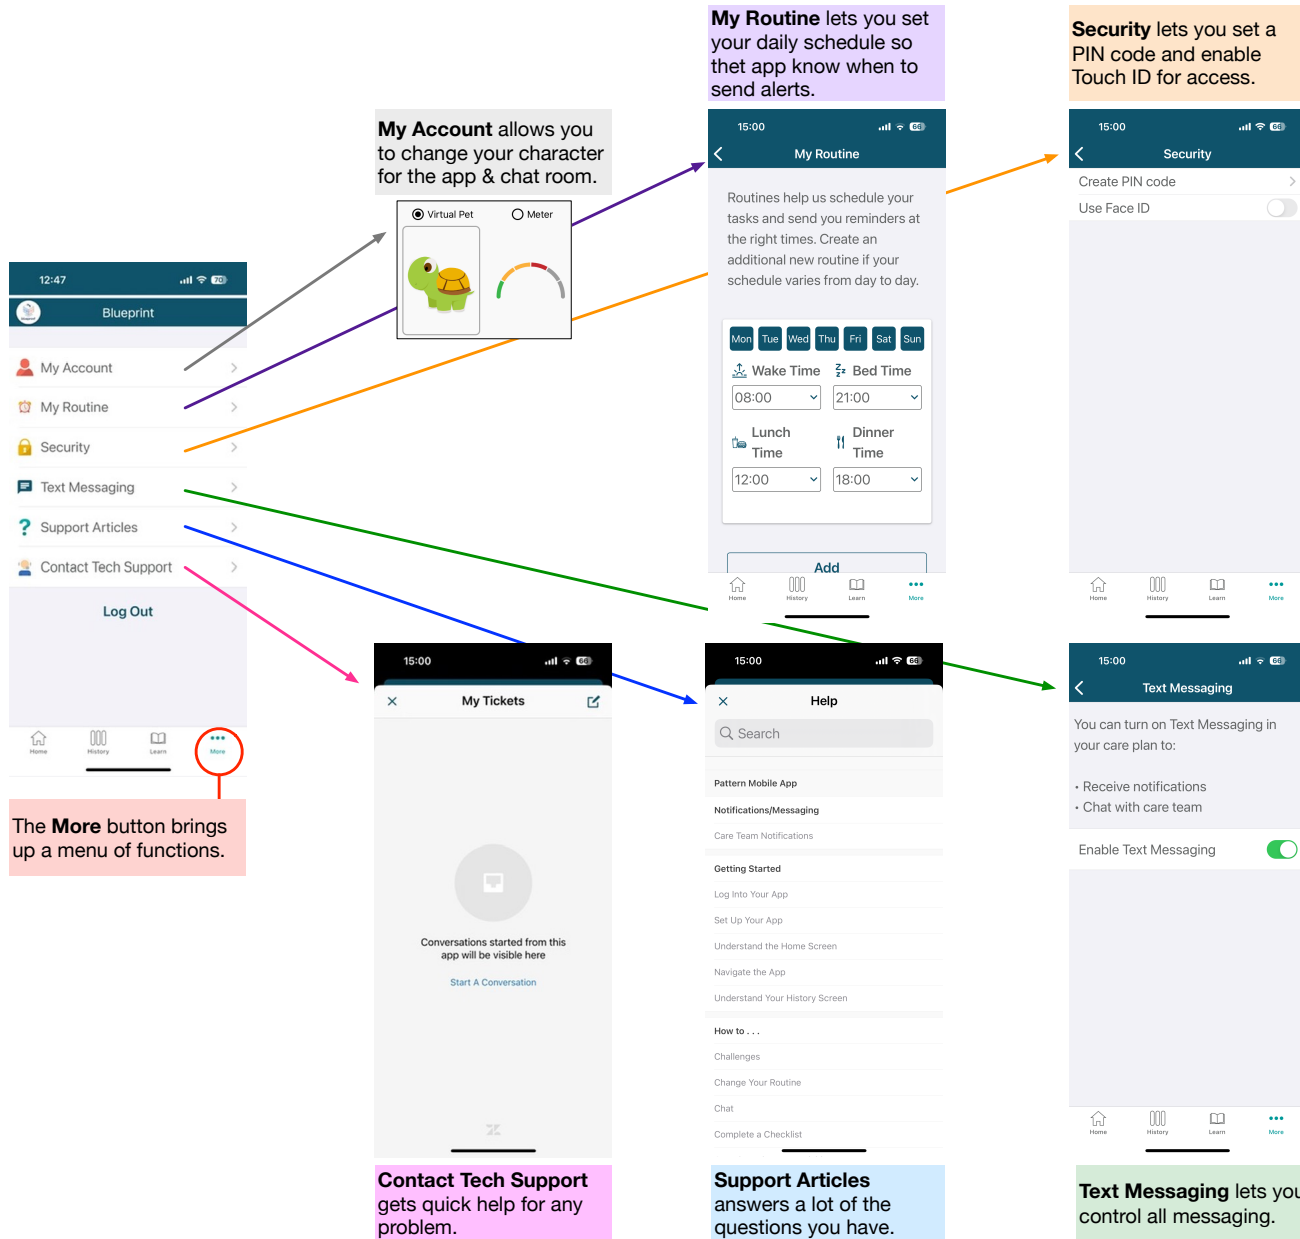 My Routine lets you set
your daily schedule so
thet app know when to
send alerts.
Security lets you set a
PIN code and enable
Touch ID for access.
My Account allows you
to change your character
for the app & chat room.
Virtual Pet
Meter
12:47
70
Blueprint
My Account
My Routine
Security
Text Messaging
Support Articles
Contact Tech Support
Log Out
Home
History
Learn
More
The More button brings
up a menu of functions.
15:00
66
My Routine
Routines help us schedule your
tasks and send you reminders at
the right times. Create an
additional new routine if your
schedule varies from day to day.
Mon Tue Wed Thu Fri Sat Sun
Wake Time
Bed Time
08:00
21:00
Lunch
Time
Dinner
Time
12:00
18:00
Add
Home
History
Learn
More
15:00
66
Security
Create PIN code
Use Face ID
Home
History
Learn
More
15:00
66
My Tickets
Conversations started from this
app will be visible here
Start A Conversation
Contact Tech Support
gets quick help for any
problem.
15:00
66
Help
Search
Pattern Mobile App
Notifications/Messaging
Care Team Notifications
Getting Started
Log Into Your App
Set Up Your App
Understand the Home Screen
Navigate the App
Understand Your History Screen
How to . . .
Challenges
Change Your Routine
Chat
Complete a Checklist
Support Articles
answers a lot of the
questions you have.
15:00
66
Text Messaging
You can turn on Text Messaging in
your care plan to:
• Receive notifications
• Chat with care team
Enable Text Messaging
Home
History
Learn
More
Text Messaging lets you
control all messaging.